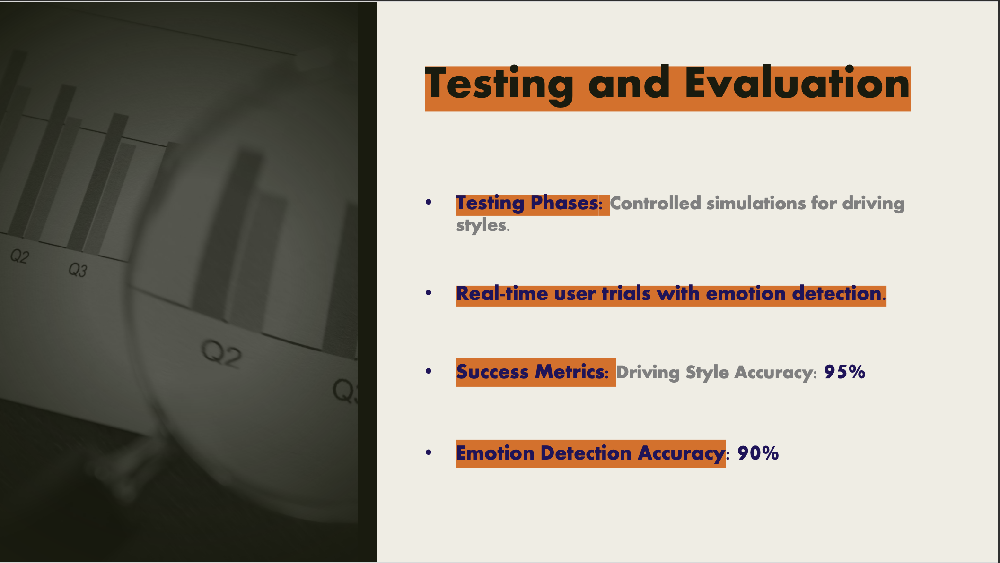 Testing and Evaluation
• Testing Phases: Controlled simulations for driving
styles.
• Real-time user trials with emotion detection.
• Success Metrics: Driving Style Accuracy: 95%
• Emotion Detection Accuracy: 90%
Q2
Q3
Q2